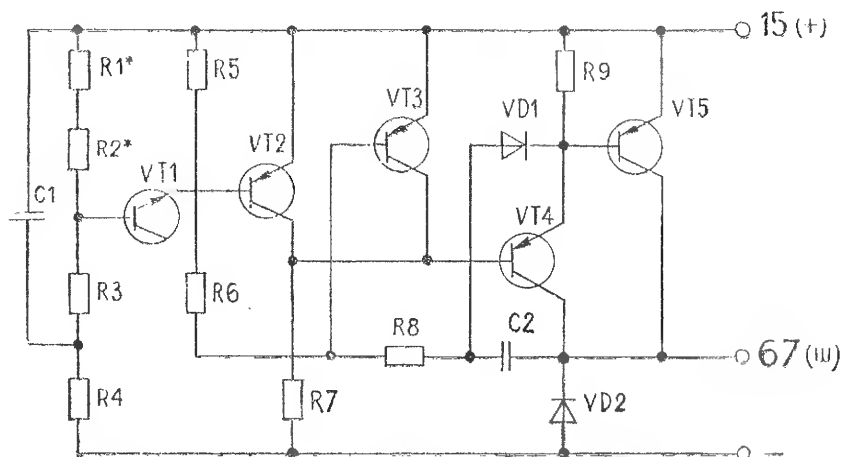 15 (+)
R1*
R5
R9
VT3
VD1
VT5
R2*
VT2
VT1
C1
VT4
R3
R6
R8
C2
67 (Ш)
R4
R7
VD2
–